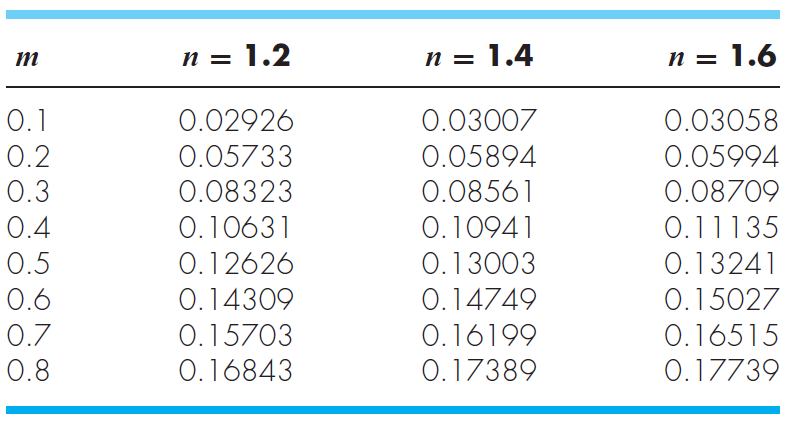 m n = 1.2 n = 1.4 n = 1.6
0.1 0.02926 0.03007 0.03058
0.2 0.05733 0.05894 0.05994
0.3 0.08323 0.08561 0.08709
0.4 0.10631 0.10941 0.11135
0.5 0.12626 0.13003 0.13241
0.6 0.14309 0.14749 0.15027
0.7 0.15703 0.16199 0.16515
0.8 0.16843 0.17389 0.17739